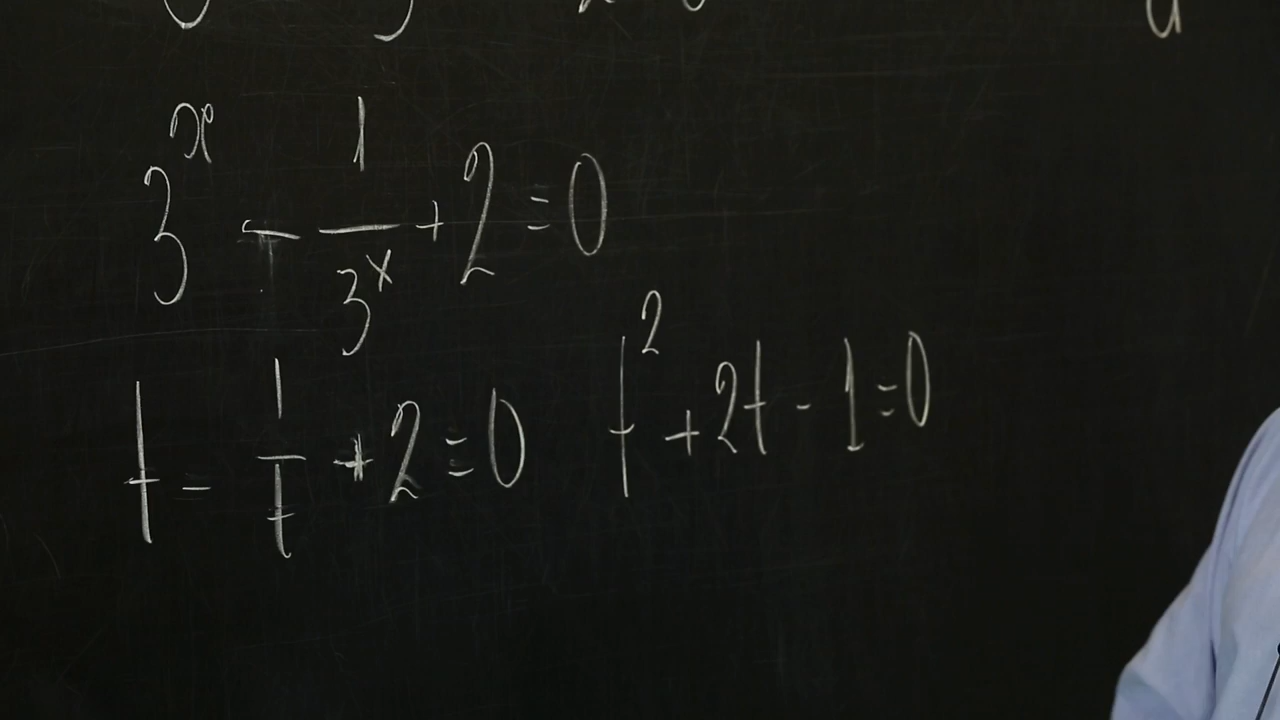 3^x - 1/3^x + 2 = 0
t - 1/t + 2 = 0    t^2 + 2t - 1 = 0